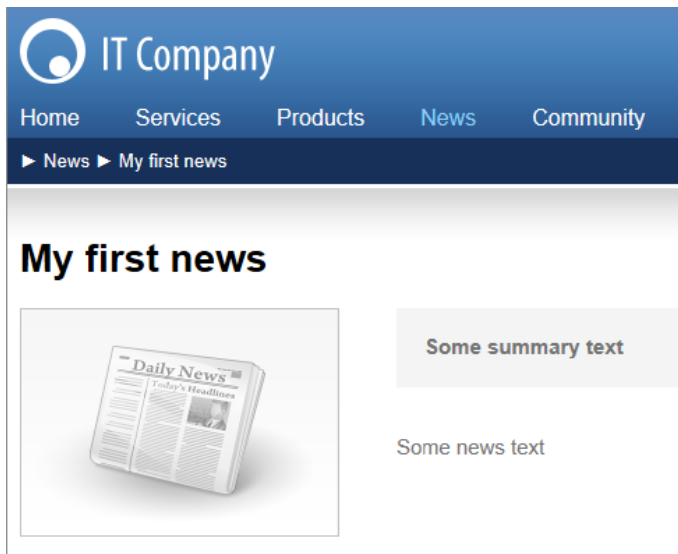 IT Company
Home Services Products News Community
► News ► My first news
My first news
Daily News
Today's Headlines
Some summary text
Some news text